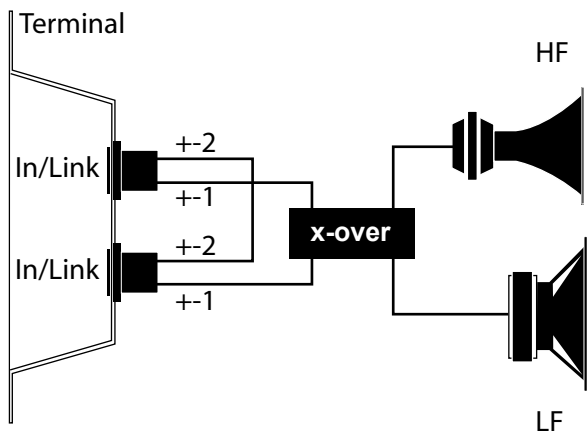 Terminal
HF
+-2
In/Link
+-1
x-over
+-2
In/Link
+-1
LF